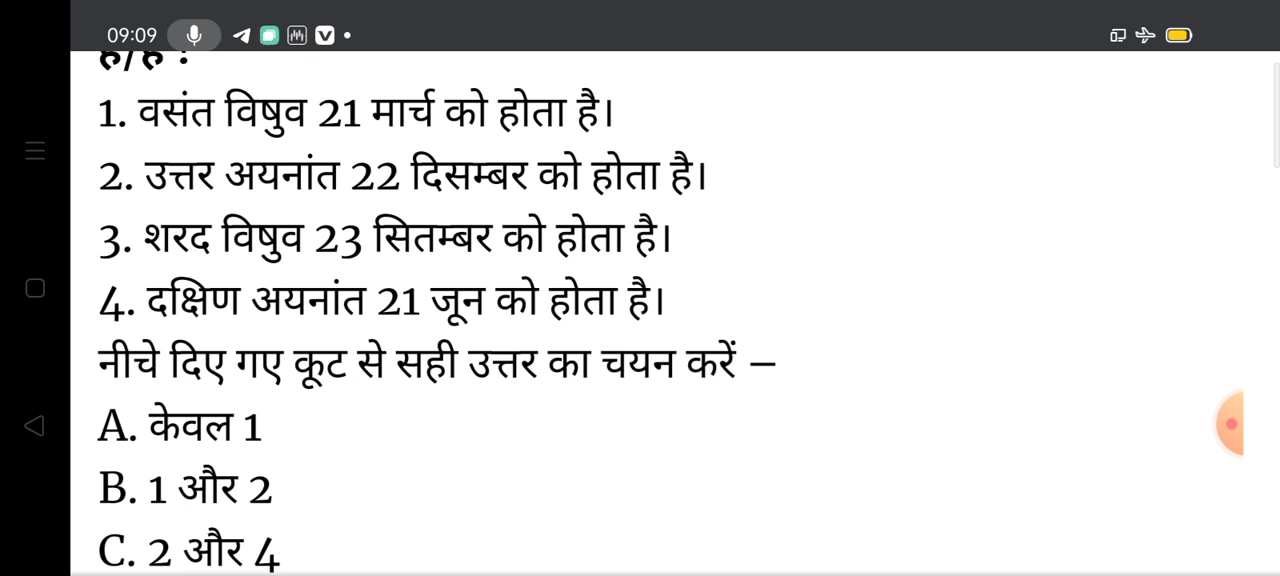 09:09
है/हैं :
1. वसंत विषुव 21 मार्च को होता है।
2. उत्तर अयनांत 22 दिसम्बर को होता है।
3. शरद विषुव 23 सितम्बर को होता है।
4. दक्षिण अयनांत 21 जून को होता है।
नीचे दिए गए कूट से सही उत्तर का चयन करें –
A. केवल 1
B. 1 और 2
C. 2 और 4